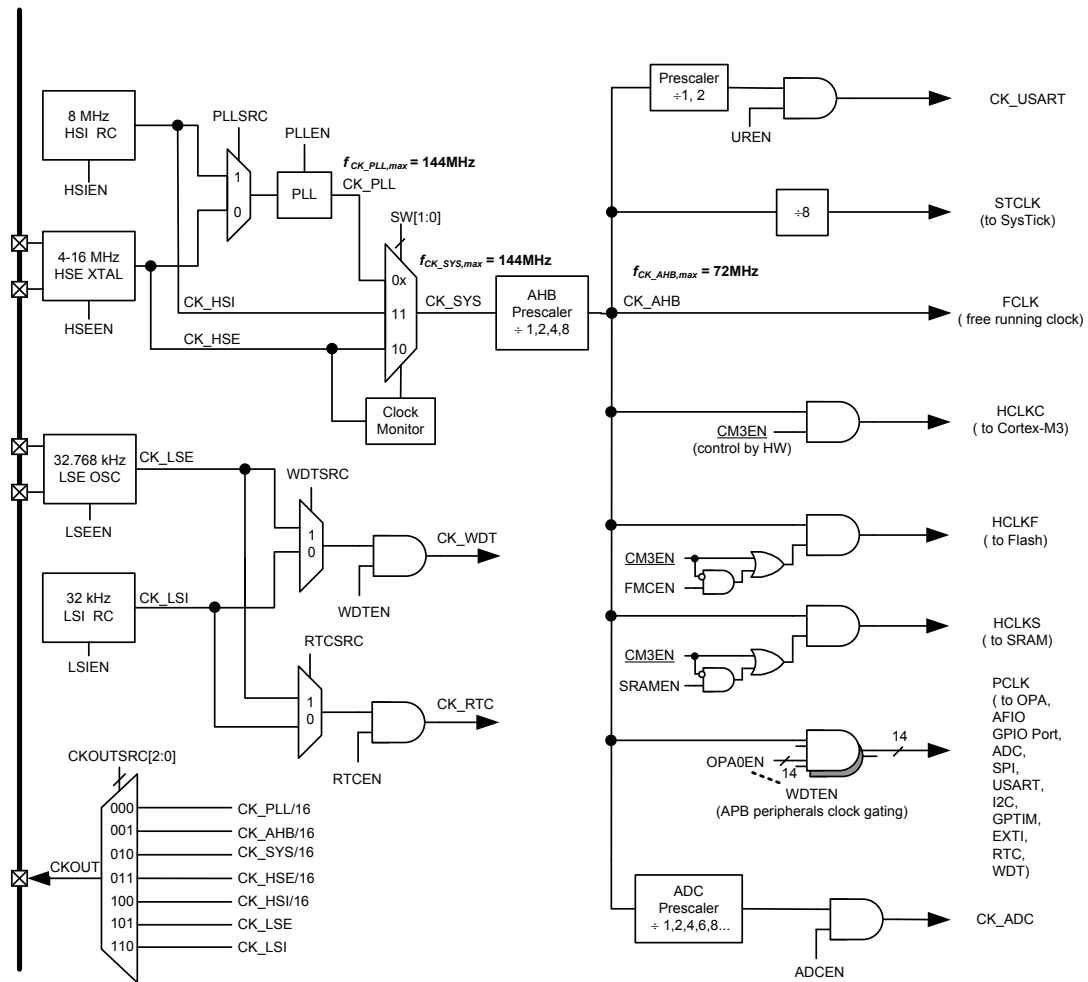 8 MHz
HSI RC
HSIEN
PLLSRC
1
0
PLLEN
PLL
fCK_PLL,max = 144MHz
CK_PLL
4-16 MHz
HSE XTAL
HSEEN
CK_HSI
CK_HSE
SW[1:0]
0x
11
10
fCK_SYS,max = 144MHz
CK_SYS
Clock
Monitor
AHB
Prescaler
÷ 1,2,4,8
fCK_AHB,max = 72MHz
CK_AHB
32.768 kHz
LSE OSC
LSEEN
CK_LSE
32 kHz
LSI RC
LSIEN
CK_LSI
WDTSRC
1
0
WDTEN
CK_WDT
RTCSRC
1
0
RTCEN
CK_RTC
CKOUTSRC[2:0]
CKOUT
000 CK_PLL/16
001 CK_AHB/16
010 CK_SYS/16
011 CK_HSE/16
100 CK_HSI/16
101 CK_LSE
110 CK_LSI
Prescaler
÷1, 2
UREN
CK_USART
÷8
STCLK
(to SysTick)
FCLK
( free running clock)
CM3EN
(control by HW)
HCLKC
( to Cortex-M3)
CM3EN
FMCEN
HCLKF
( to Flash)
CM3EN
SRAMEN
HCLKS
( to SRAM)
OPA0EN
14
WDTEN
(APB peripherals clock gating)
14
PCLK
( to OPA,
AFIO
GPIO Port,
ADC,
SPI,
USART,
I2C,
GPTIM,
EXTI,
RTC,
WDT)
ADC
Prescaler
÷ 1,2,4,6,8...
ADCEN
CK_ADC